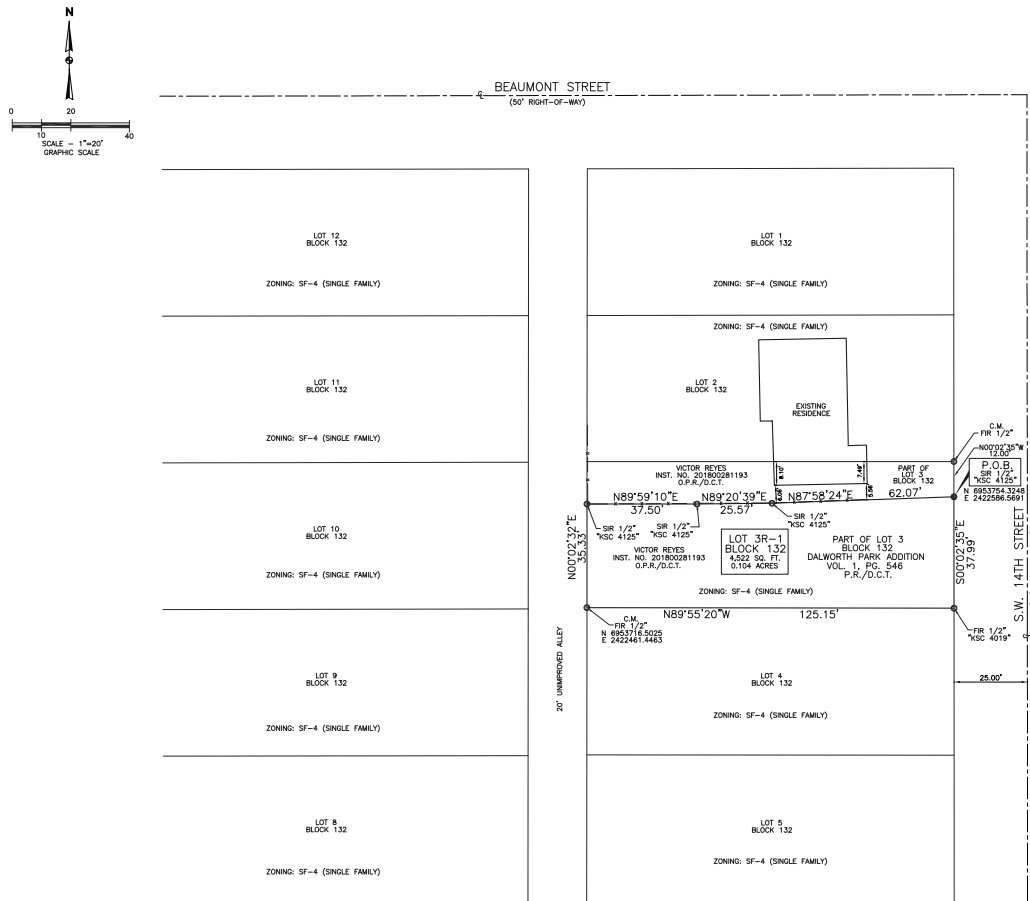 N
0
20
10
40
SCALE - 1"=20'
GRAPHIC SCALE
BEAUMONT STREET
(50' RIGHT-OF-WAY)
LOT 12
BLOCK 132
ZONING: SF-4 (SINGLE FAMILY)
LOT 1
BLOCK 132
ZONING: SF-4 (SINGLE FAMILY)
ZONING: SF-4 (SINGLE FAMILY)
LOT 11
BLOCK 132
ZONING: SF-4 (SINGLE FAMILY)
LOT 2
BLOCK 132
EXISTING
RESIDENCE
C.M.
FIR 1/2"
N00°02'35"W
12.00'
P.O.B.
SIR 1/2"
"KSC 4125"
N 6953754.3248
E 2422586.5691
VICTOR REYES
INST. NO. 201800281193
O.P.R./D.C.T.
8.10'
7.49'
PART OF
LOT 3
BLOCK 132
6.06'
5.56'
N89°59'10"E
37.50'
N89°20'39"E
25.57'
N87°58'24"E
62.07'
SIR 1/2"
"KSC 4125"
SIR 1/2"
"KSC 4125"
SIR 1/2"
"KSC 4125"
N00°02'32"E
35.33'
VICTOR REYES
INST. NO. 201800281193
O.P.R./D.C.T.
LOT 3R-1
BLOCK 132
4,522 SQ. FT.
0.104 ACRES
PART OF LOT 3
BLOCK 132
DALWORTH PARK ADDITION
VOL. 1, PG. 546
P.R./D.C.T.
S00°02'35"E
37.99'
S.W. 14TH STREET
ZONING: SF-4 (SINGLE FAMILY)
LOT 10
BLOCK 132
ZONING: SF-4 (SINGLE FAMILY)
N89°55'20"W
125.15'
C.M.
FIR 1/2"
N 6953716.5025
E 2422461.4463
FIR 1/2"
"KSC 4019"
20' UNIMPROVED ALLEY
25.00'
LOT 9
BLOCK 132
ZONING: SF-4 (SINGLE FAMILY)
LOT 4
BLOCK 132
ZONING: SF-4 (SINGLE FAMILY)
LOT 8
BLOCK 132
ZONING: SF-4 (SINGLE FAMILY)
LOT 5
BLOCK 132
ZONING: SF-4 (SINGLE FAMILY)